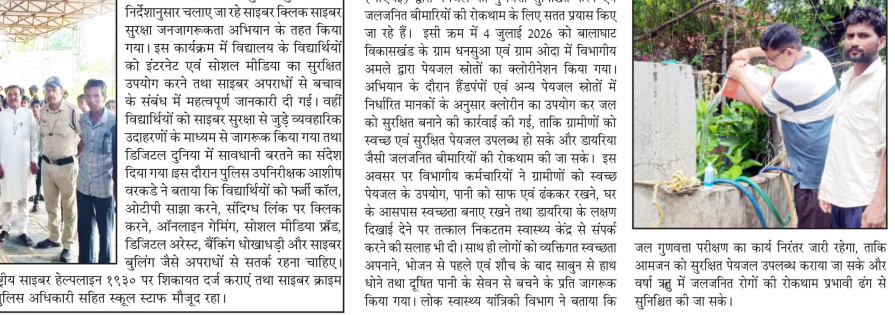 निर्देशानुसार चलाए जा रहे साइबर क्लिक साइबर
सुरक्षा जनजागरूकता अभियान के तहत किया
गया। इस कार्यक्रम में विद्यालय के विद्यार्थियों
को इंटरनेट एवं सोशल मीडिया का सुरक्षित
उपयोग करने तथा साइबर अपराधों से बचाव
के संबंध में महत्वपूर्ण जानकारी दी गई। वहीं
विद्यार्थियों को साइबर सुरक्षा से जुड़े व्यवहारिक
उदाहरणों के माध्यम से जागरूक किया गया तथा
डिजिटल दुनिया में सावधानी बरतने का संदेश
दिया गया।इस दौरान पुलिस उपनिरीक्षक आशीष
वरकडे ने बताया कि विद्यार्थियों को फर्जी कॉल,
ओटीपी साझा करने, संदिग्ध लिंक पर क्लिक
करने, ऑनलाइन गेमिंग, सोशल मीडिया फ्रॉड,
डिजिटल अरेस्ट, बैंकिंग धोखाधड़ी और साइबर
बुलिंग जैसे अपराधों से सतर्क रहना चाहिए।
ष्ट्रीय साइबर हेल्पलाइन १९३० पर शिकायत दर्ज कराएं तथा साइबर क्राइम
पुलिस अधिकारी सहित स्कूल स्टाफ मौजूद रहा।
जलजनित बीमारियों की रोकथाम के लिए सतत प्रयास किए
जा रहे हैं। इसी क्रम में 4 जुलाई 2026 को बालाघाट
विकासखंड के ग्राम धनसुआ एवं ग्राम ओदा में विभागीय
अमले द्वारा पेयजल स्रोतों का क्लोरीनेशन किया गया।
अभियान के दौरान हैंडपंपों एवं अन्य पेयजल स्रोतों में
निर्धारित मानकों के अनुसार क्लोरीन का उपयोग कर जल
को सुरक्षित बनाने की कार्रवाई की गई, ताकि ग्रामीणों को
स्वच्छ एवं सुरक्षित पेयजल उपलब्ध हो सके और डायरिया
जैसी जलजनित बीमारियों की रोकथाम की जा सके। इस
अवसर पर विभागीय कर्मचारियों ने ग्रामीणों को स्वच्छ
पेयजल के उपयोग, पानी को साफ एवं ढंककर रखने, घर
के आसपास स्वच्छता बनाए रखने तथा डायरिया के लक्षण
दिखाई देने पर तत्काल निकटतम स्वास्थ्य केंद्र से संपर्क
करने की सलाह भी दी। साथ ही लोगों को व्यक्तिगत स्वच्छता
अपनाने, भोजन से पहले एवं शौच के बाद साबुन से हाथ
धोने तथा दूषित पानी के सेवन से बचने के प्रति जागरूक
किया गया। लोक स्वास्थ्य यांत्रिकी विभाग ने बताया कि
जल गुणवत्ता परीक्षण का कार्य निरंतर जारी रहेगा, ताकि
आमजन को सुरक्षित पेयजल उपलब्ध कराया जा सके और
वर्षा ऋतु में जलजनित रोगों की रोकथाम प्रभावी ढंग से
सुनिश्चित की जा सके।